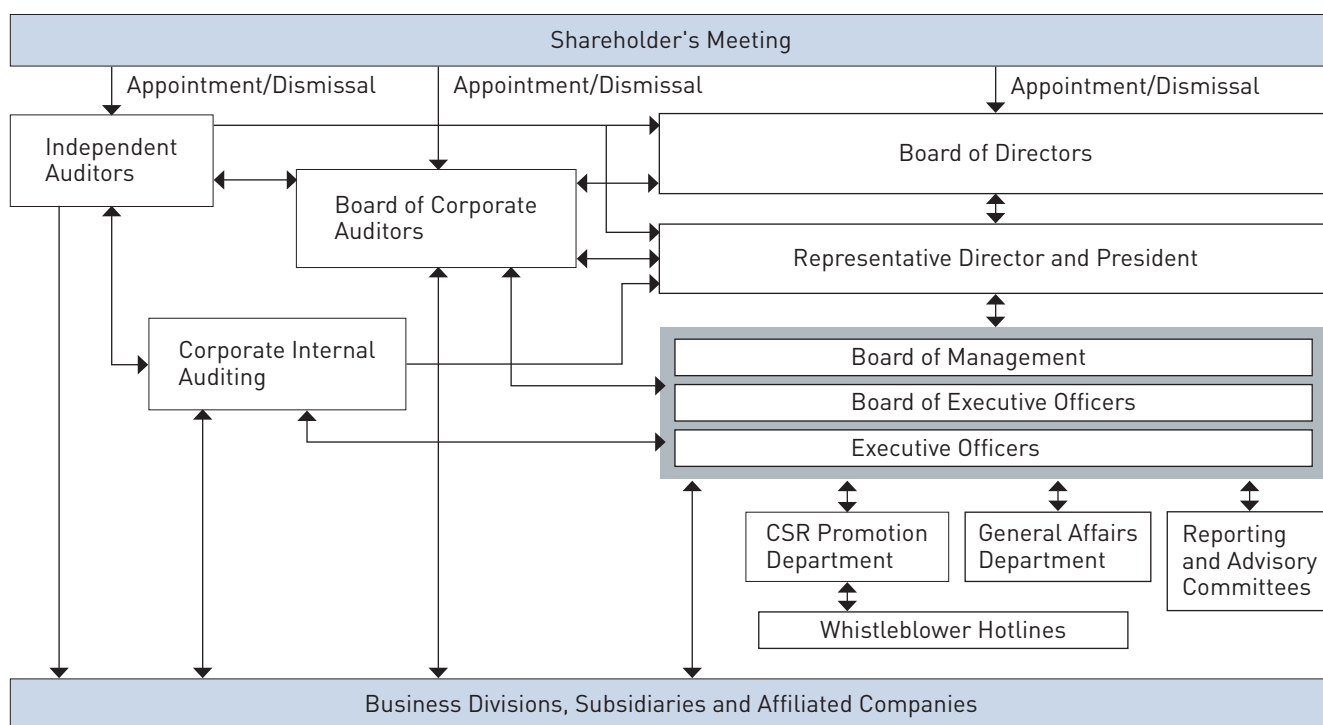 Shareholder's Meeting
Appointment/Dismissal
Appointment/Dismissal
Appointment/Dismissal
Independent
Auditors
Board of Directors
Board of Corporate
Auditors
Representative Director and President
Corporate Internal
Auditing
Board of Management
Board of Executive Officers
Executive Officers
CSR Promotion
Department
General Affairs
Department
Reporting
and Advisory
Committees
Whistleblower Hotlines
Business Divisions, Subsidiaries and Affiliated Companies